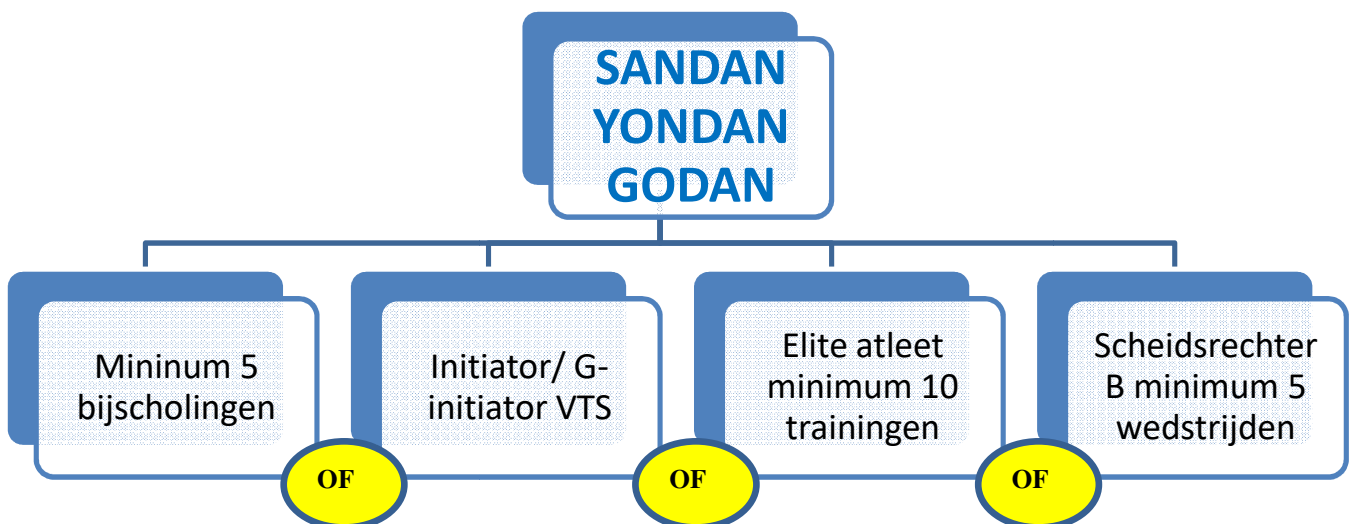 SANDAN
YONDAN
GODAN
Mininum 5
bijscholingen
Initiator/ G-
initiator VTS
Elite atleet
minimum 10
trainingen
Scheidsrechter
B minimum 5
wedstrijden
OF
OF
OF